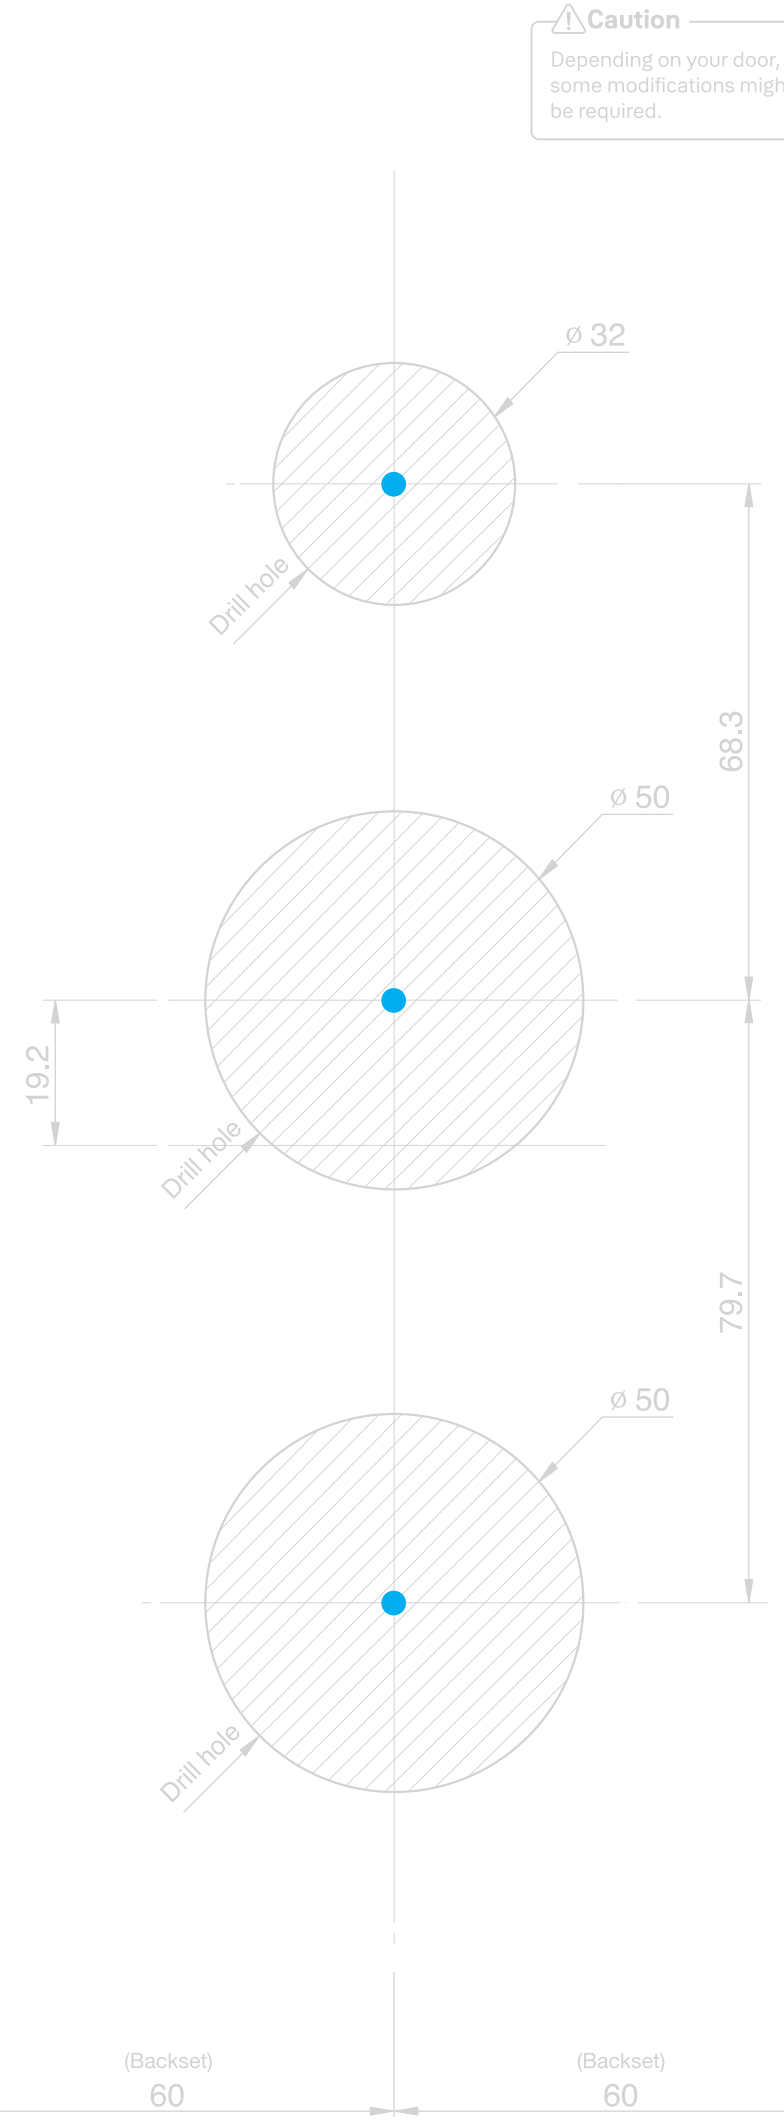 Caution
Depending on your door,
some modifications migh
be required.
ø 32
Drill hole
68.3
ø 50
19.2
Drill hole
79.7
ø 50
Drill hole
(Backset)
60
(Backset)
60